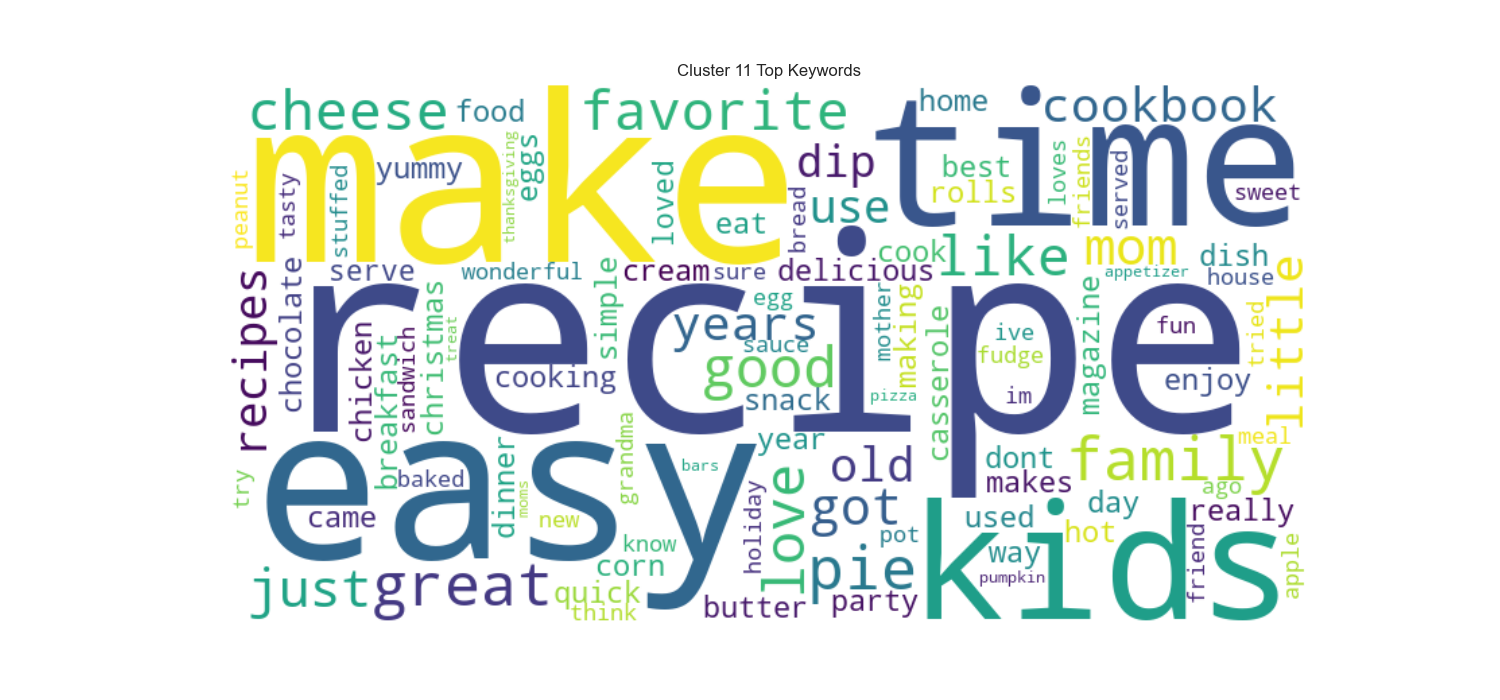 Cluster 11 Top Keywords
cheese
food
favorite
home
cookbook
make
time
peanut
tasty
stuffed
yummy
thanksgiving
eggs
loved
eat
bread
dip
use
best
rolls
loves
friends
served
sweet
recipes
chocolate
serve
wonderful
simple
cream
sure
delicious
cook
like
mom
appetizer
dish
house
little
recipe
chicken
breakfast
sandwich
christmas
treat
cooking
years
egg
sauce
good
snack
mother
making
pizza
casserole
ive
fudge
im
magazine
fun
enjoy
tried
easy
try
came
baked
dinner
moms
new
grandma
know
corn
bars
year
holiday
love
old
got
pot
dont
makes
family
meal
ago
used
way
hot
day
really
pumpkin
kids
friend
apple
just
great
quick
think
butter
party
pie